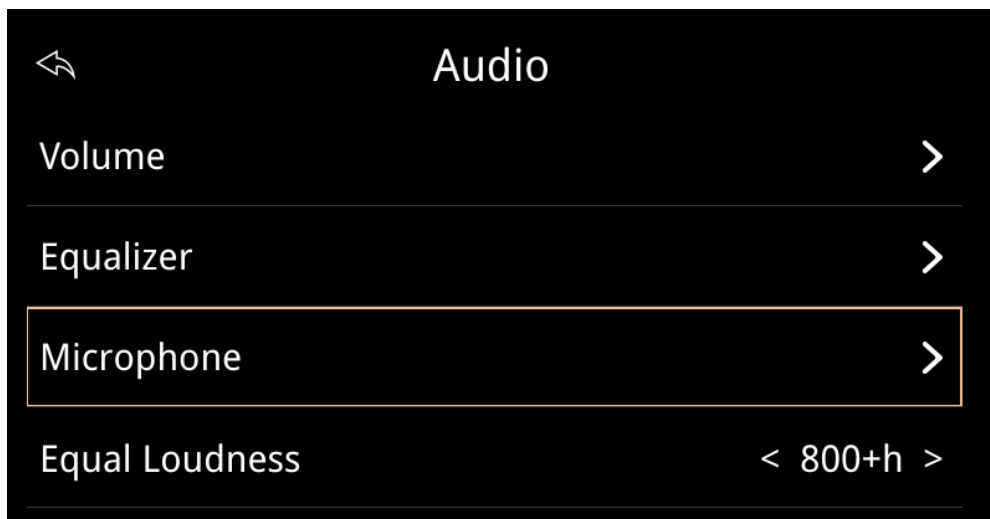 Audio
Volume
Equalizer
Microphone
Equal Loudness < 800+h >